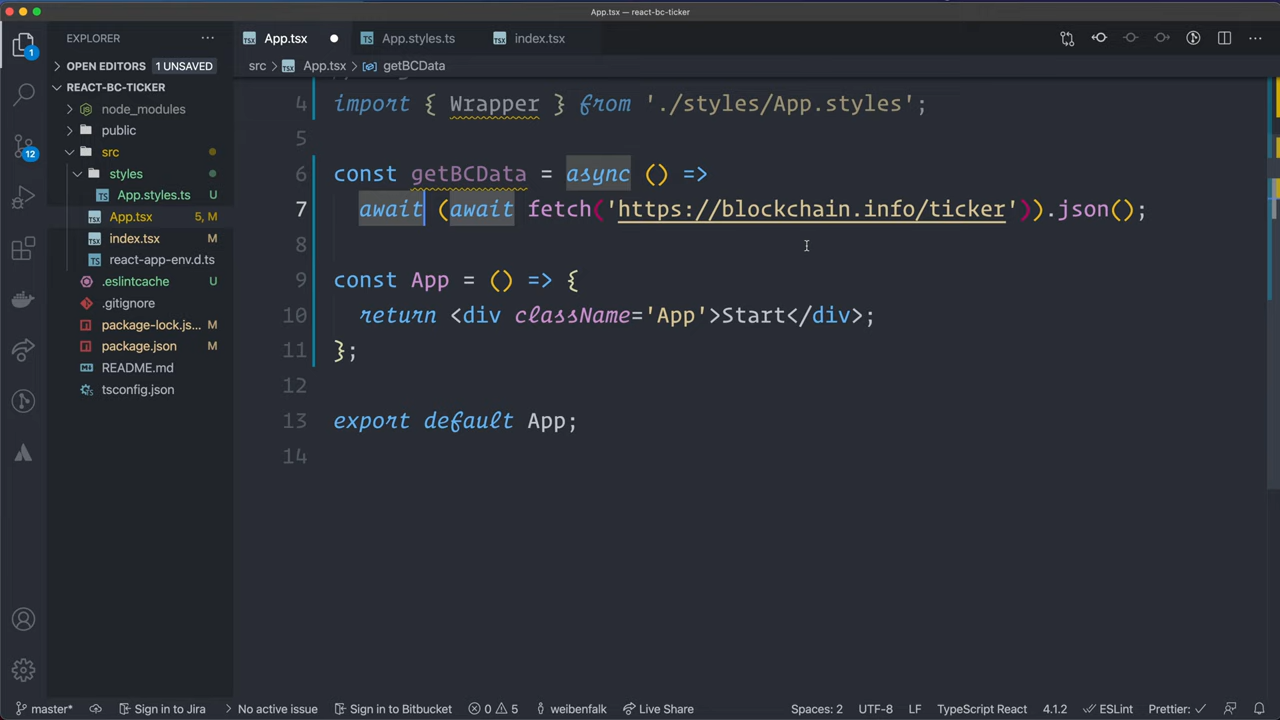 App.tsx — react-bc-ticker
EXPLORER
App.tsx
App.styles.ts
index.tsx
1
OPEN EDITORS 1 UNSAVED
src > App.tsx > getBCData
REACT-BC-TICKER
node_modules
public
src
styles
App.styles.ts U
App.tsx 5, M
index.tsx M
react-app-env.d.ts
.eslintcache U
.gitignore
package-lock.js... M
package.json M
README.md
tsconfig.json
12
4 import { Wrapper } from './styles/App.styles';
5
6 const getBCData = async () =>
7 await (await fetch('https://blockchain.info/ticker')).json();
8
9 const App = () => {
10 return <div className='App'>Start</div>;
11 };
12
13 export default App;
14
master* Sign in to Jira No active issue Sign in to Bitbucket 0 5 weibenfalk Live Share Spaces: 2 UTF-8 LF TypeScript React 4.1.2 ESLint Prettier: ✓